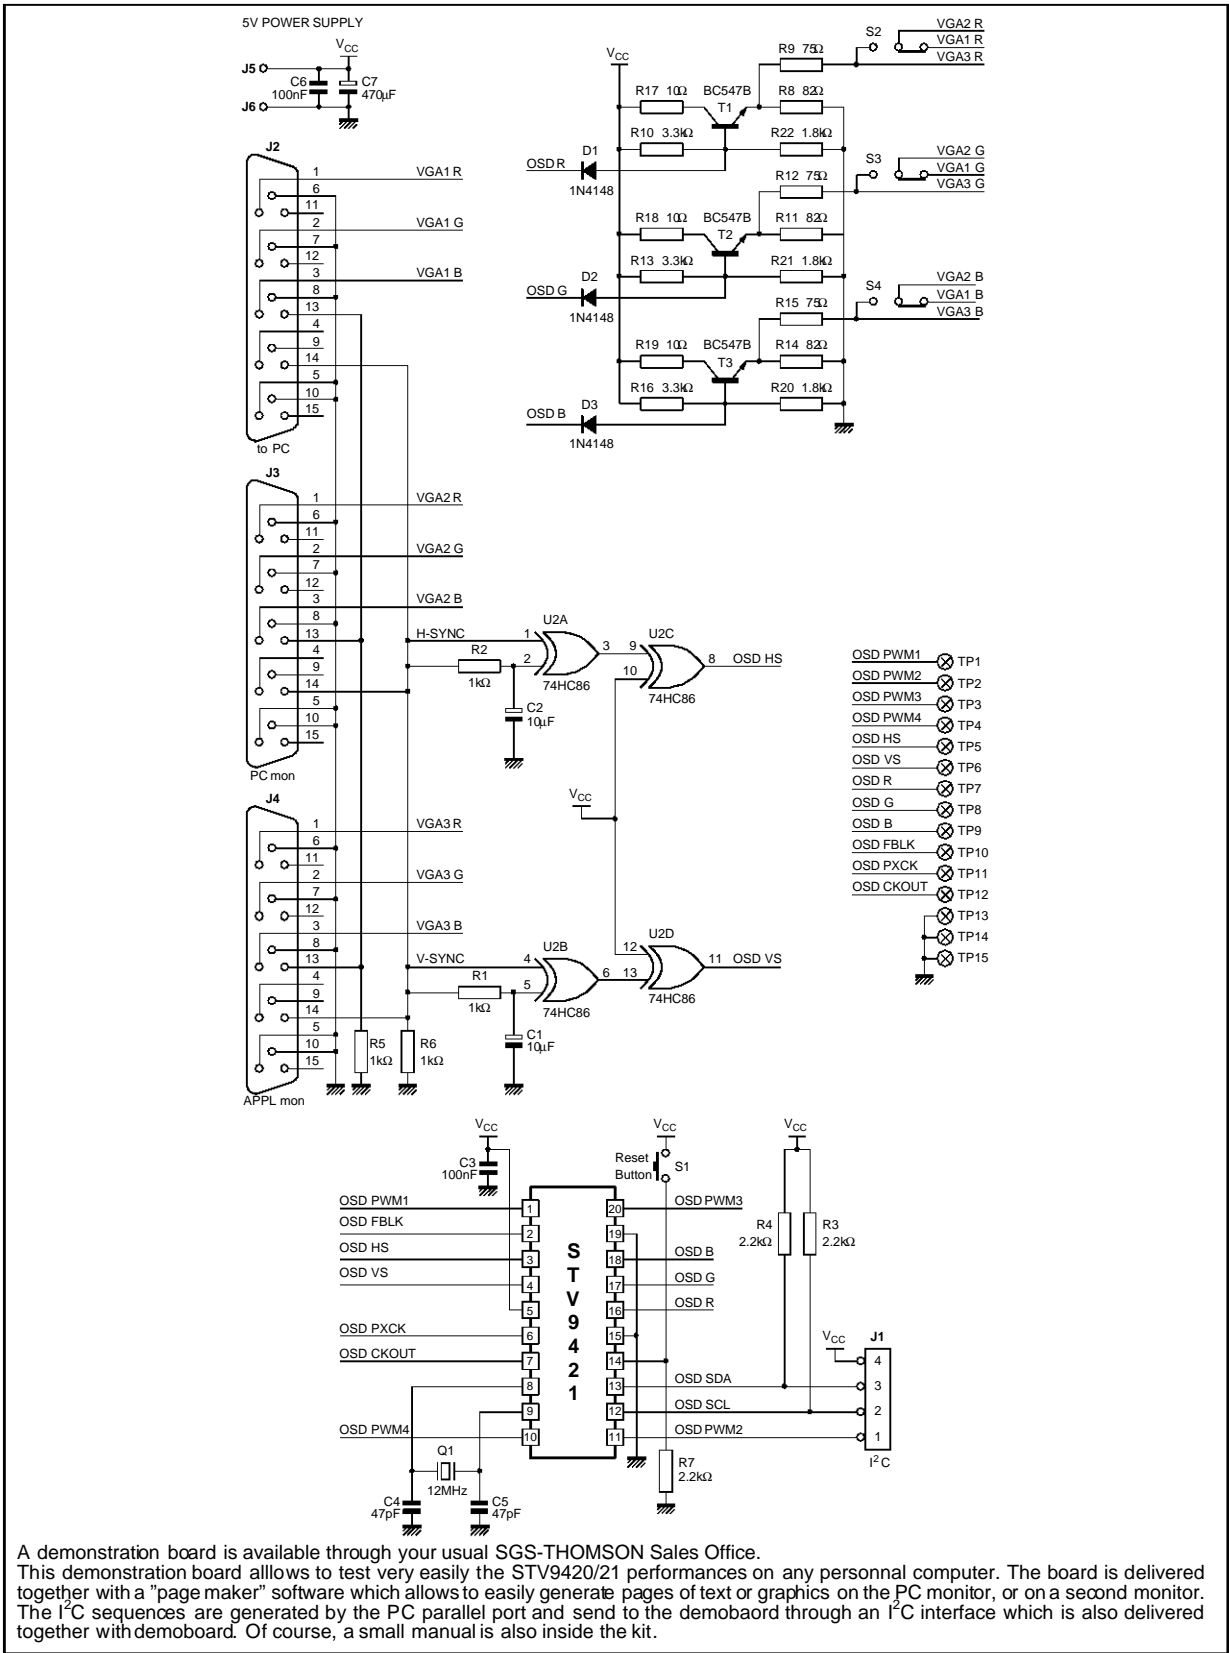 5V POWER SUPPLY
VCC
J5
C6
100nF
C7
470µF
J6
J2
1
VGA1 R
6
11
2
VGA1 G
7
12
3
VGA1 B
8
13
4
9
14
5
10
15
to PC
J3
1
VGA2 R
6
11
2
VGA2 G
7
12
3
VGA2 B
8
13
4
9
14
5
10
15
PC mon
J4
1
VGA3 R
6
11
2
VGA3 G
7
12
3
VGA3 B
8
13
4
9
14
5
10
15
APPL mon
R5
1kΩ
R6
1kΩ
VCC
R9 75Ω
S2
VGA2 R
VGA1 R
VGA3 R
R17 10Ω
BC547B
T1
R8 82Ω
R10 3.3kΩ
R22 1.8kΩ
OSD R
D1
1N4148
R12 75Ω
S3
VGA2 G
VGA1 G
VGA3 G
R18 10Ω
BC547B
T2
R11 82Ω
R13 3.3kΩ
R21 1.8kΩ
OSD G
D2
1N4148
R15 75Ω
S4
VGA2 B
VGA1 B
VGA3 B
R19 10Ω
BC547B
T3
R14 82Ω
R16 3.3kΩ
R20 1.8kΩ
OSD B
D3
1N4148
H-SYNC
R2
1kΩ
C2
10µF
1
2
U2A
74HC86
3
9
10
U2C
74HC86
8
OSD HS
VCC
V-SYNC
R1
1kΩ
C1
10µF
4
5
U2B
74HC86
6
12
13
U2D
74HC86
11
OSD VS
OSD PWM1 TP1
OSD PWM2 TP2
OSD PWM3 TP3
OSD PWM4 TP4
OSD HS TP5
OSD VS TP6
OSD R TP7
OSD G TP8
OSD B TP9
OSD FBLK TP10
OSD PXCK TP11
OSD CKOUT TP12
TP13
TP14
TP15
VCC
C3
100nF
OSD PWM1 1
OSD FBLK 2
OSD HS 3
OSD VS 4
5
OSD PXCK 6
OSD CKOUT 7
8
9
OSD PWM4 10
STV9421
20 OSD PWM3
19
18 OSD B
17 OSD G
16 OSD R
15
14
13 OSD SDA
12 OSD SCL
11 OSD PWM2
VCC
Reset
Button
S1
VCC
R4
2.2kΩ
R3
2.2kΩ
VCC
J1
4
3
2
1
I2C
R7
2.2kΩ
Q1
12MHz
C4
47pF
C5
47pF
A demonstration board is available through your usual SGS-THOMSON Sales Office.
This demonstration board alllows to test very easily the STV9420/21 performances on any personnal computer. The board is delivered
together with a "page maker" software which allows to easily generate pages of text or graphics on the PC monitor, or on a second monitor.
The I2C sequences are generated by the PC parallel port and send to the demobaord through an I2C interface which is also delivered
together with demoboard. Of course, a small manual is also inside the kit.